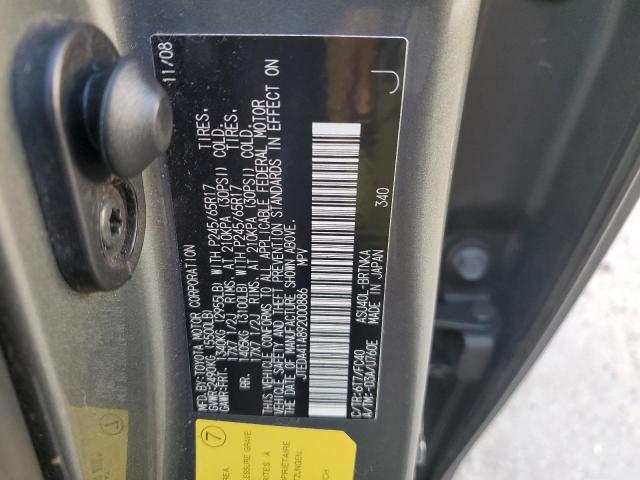 11/08
MFD.BY:TOYOTA MOTOR CORPORATION
GVWR:2490KG (5500LB)
GAWR:FRT. 1340KG (2955LB) WITH P245/65R17 TIRES,
17X7 1/2J RIMS, AT 210KPA (30PSI) COLD.
RR. 1405KG (3100LB) WITH P245/65R17 TIRES,
17X7 1/2J RIMS, AT 210KPA (30PSI) COLD.
THIS VEHICLE CONFORMS TO ALL APPLICABLE FEDERAL MOTOR
VEHICLE SAFETY AND THEFT PREVENTION STANDARDS IN EFFECT ON
THE DATE OF MANUFACTURE SHOWN ABOVE.
JTEDA41A892000886 MPV
J
340
C/TR:6T7/FC40 ASU40L-BRTNKA
A/TM:-03A/U760E MADE IN JAPAN
7